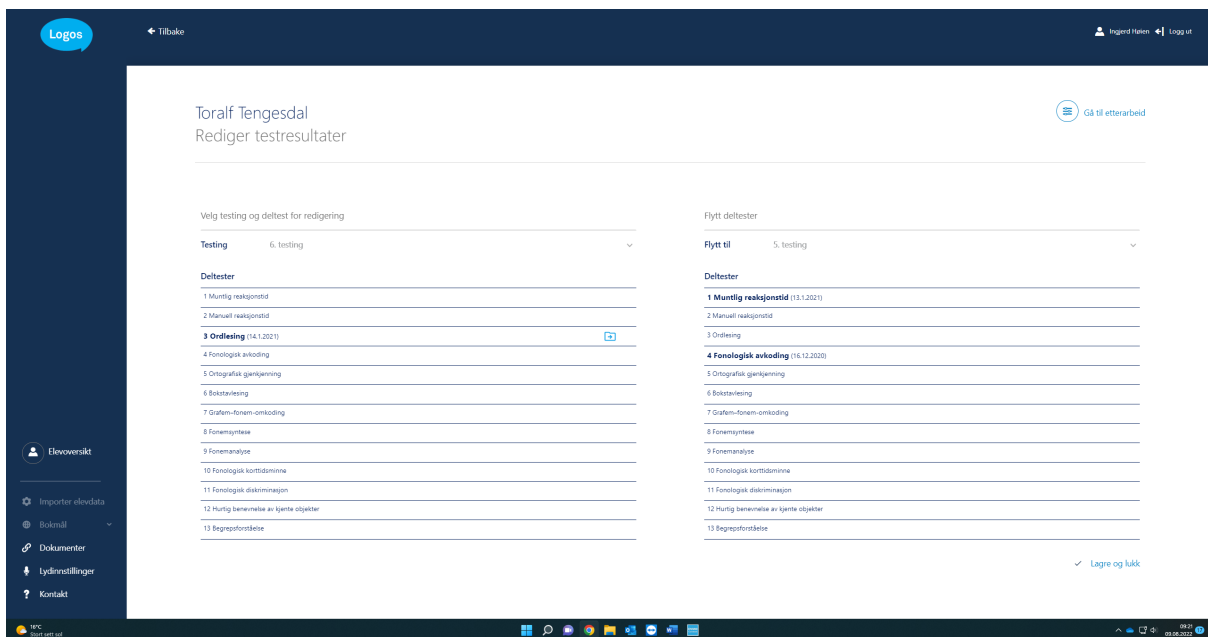 Logos
Tilbake
Ingjerd Høien Logg ut
Toralf Tengesdal
Rediger testresultater
Gå til etterarbeid
Velg testing og deltest for redigering
Testing 6. testing
Deltester
1 Muntlig reaksjonstid
2 Manuell reaksjonstid
3 Ordlesing (14.1.2021)
4 Fonologisk avkoding
5 Ortografisk gjenkjenning
6 Bokstavlesing
7 Grafem-fonem-omkoding
8 Fonemsyntese
9 Fonemanalyse
10 Fonologisk korttidsminne
11 Fonologisk diskriminasjon
12 Hurtig benevnelse av kjente objekter
13 Begrepsforståelse
Flytt deltester
Flytt til 5. testing
Deltester
1 Muntlig reaksjonstid (13.1.2021)
2 Manuell reaksjonstid
3 Ordlesing
4 Fonologisk avkoding (16.12.2020)
5 Ortografisk gjenkjenning
6 Bokstavlesing
7 Grafem-fonem-omkoding
8 Fonemsyntese
9 Fonemanalyse
10 Fonologisk korttidsminne
11 Fonologisk diskriminasjon
12 Hurtig benevnelse av kjente objekter
13 Begrepsforståelse
Lagre og lukk
Elevoversikt
Importer elevdata
Bokmål
Dokumenter
Lydinnstillinger
Kontakt
16°C
Stort sett sol
09:21
09.08.2022